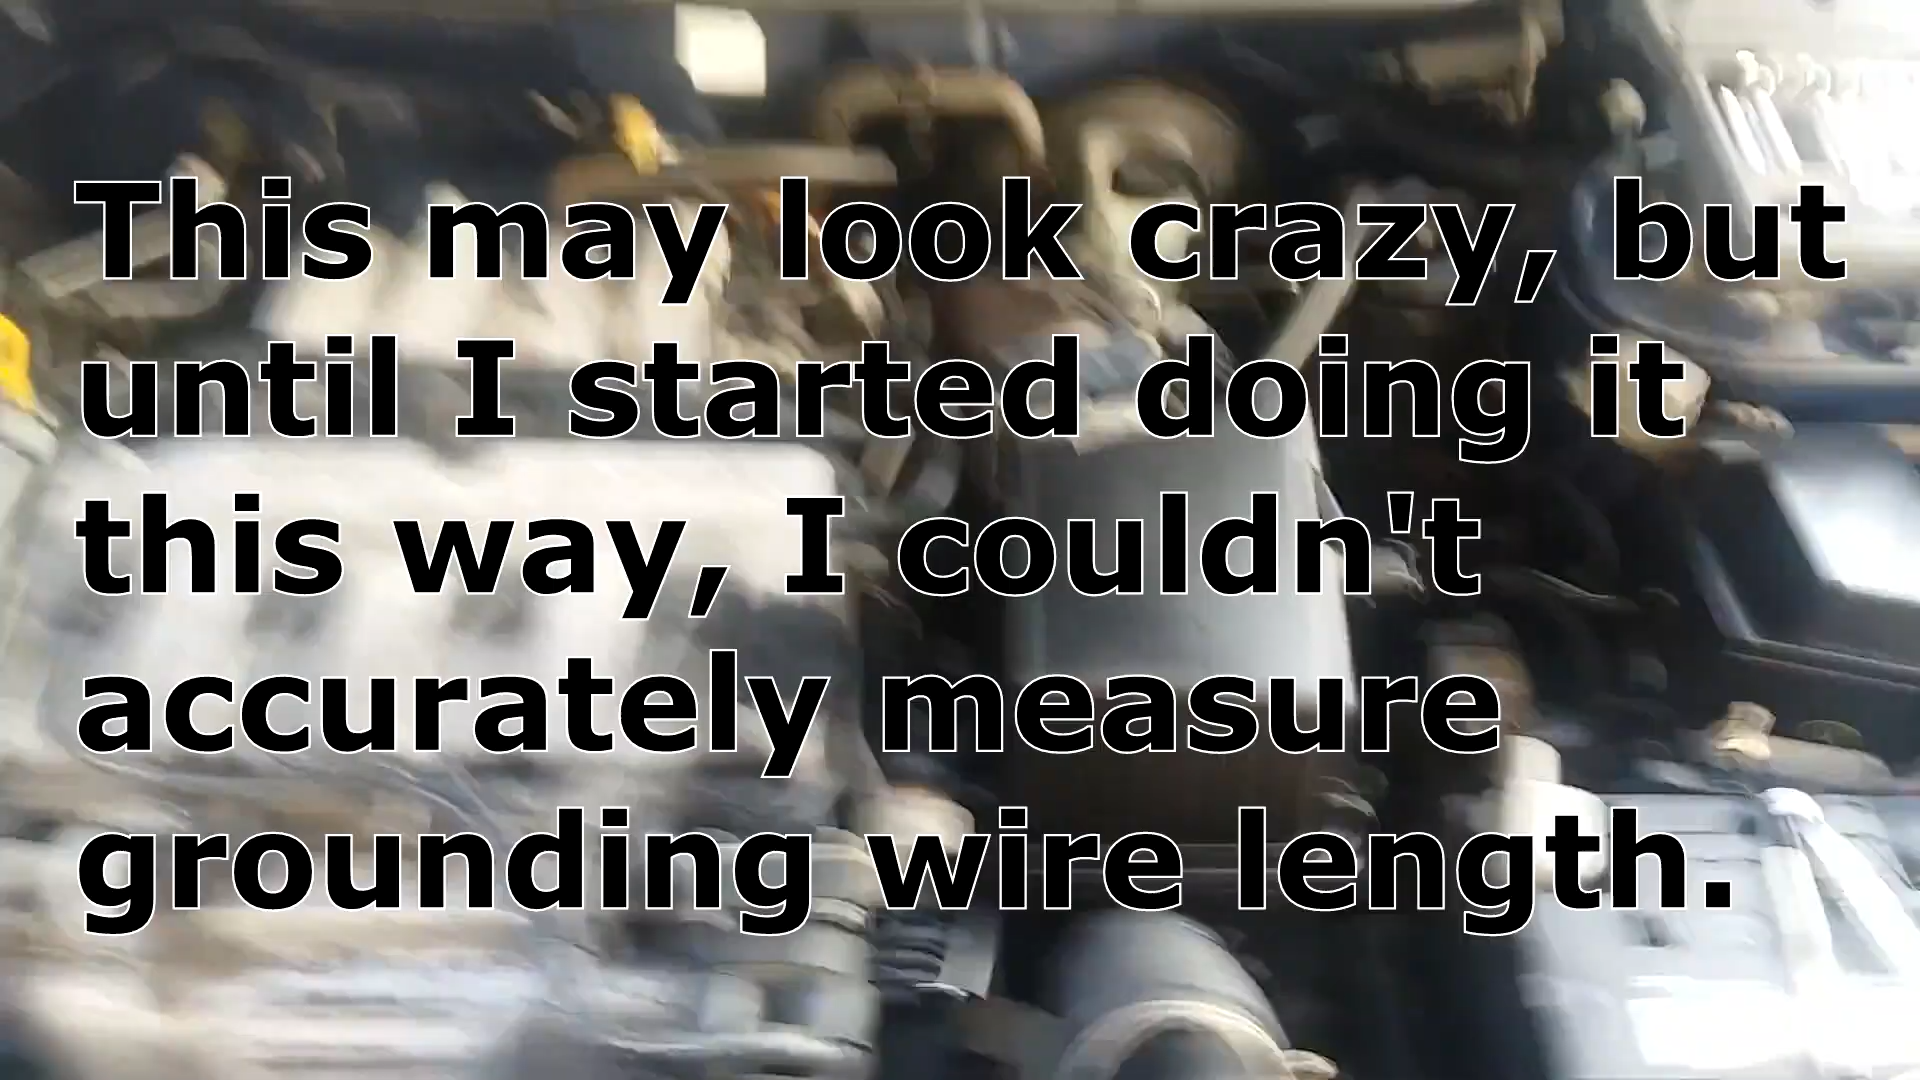 This may look crazy, but
until I started doing it
this way, I couldn't
accurately measure
grounding wire length.